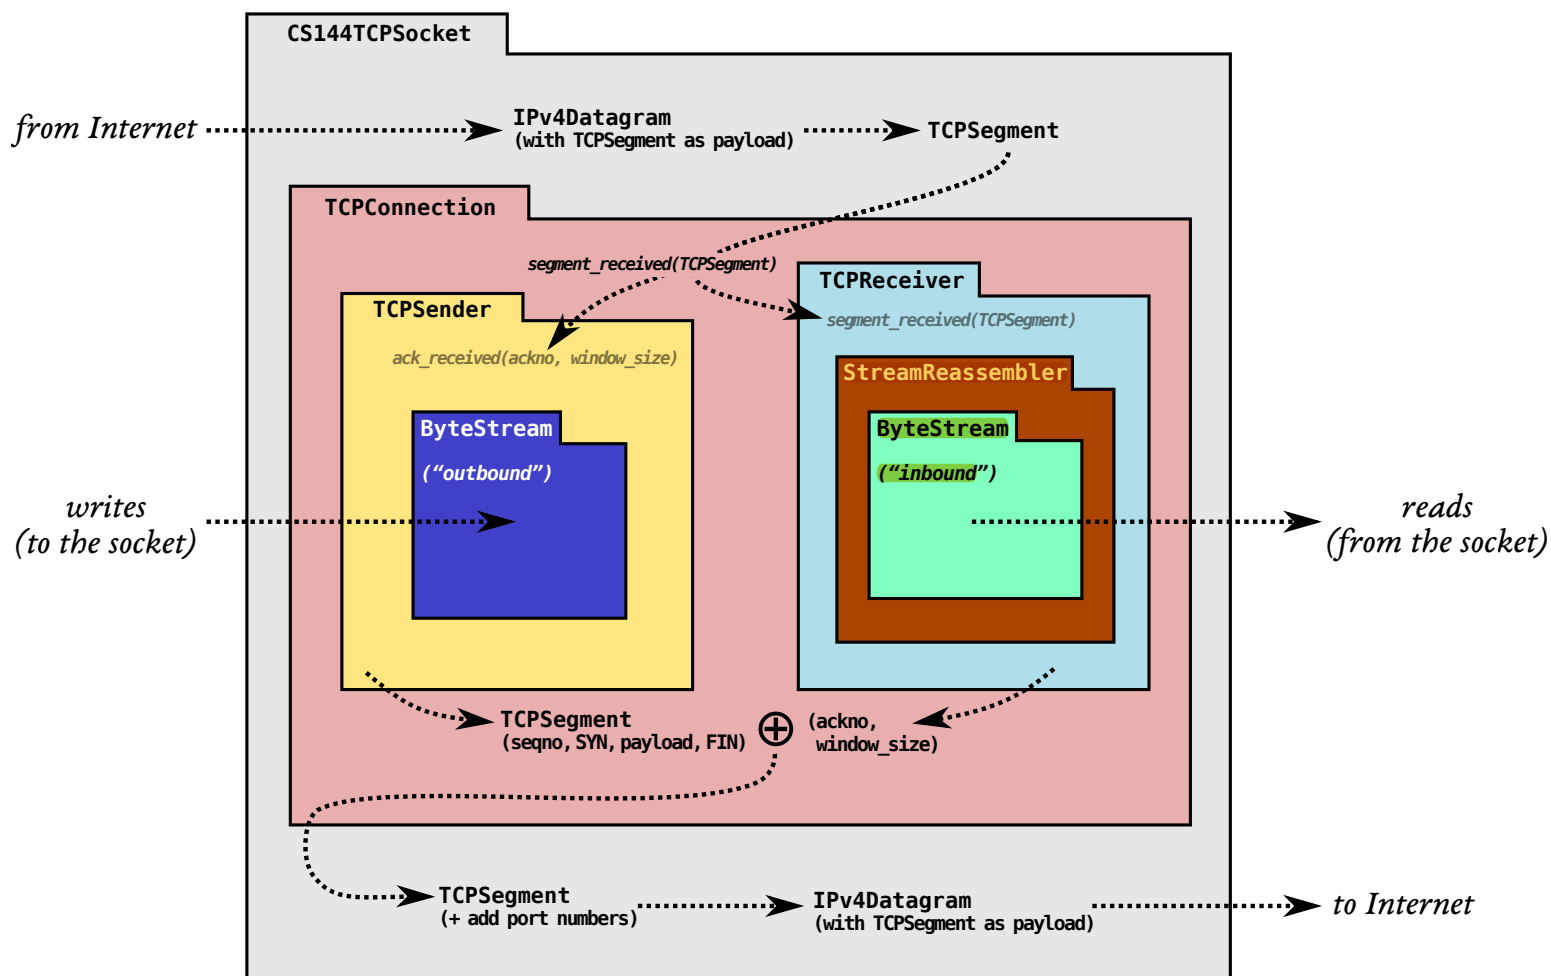 CS144TCPSocket
from Internet
IPv4Datagram
(with TCPSegment as payload)
TCPSegment
TCPConnection
segment_received(TCPSegment)
TCPSender
ack_received(ackno, window_size)
ByteStream
(“outbound”)
TCPReceiver
segment_received(TCPSegment)
StreamReassembler
ByteStream
(“inbound”)
writes
(to the socket)
reads
(from the socket)
TCPSegment
(seqno, SYN, payload, FIN)
(ackno,
window_size)
TCPSegment
(+ add port numbers)
IPv4Datagram
(with TCPSegment as payload)
to Internet